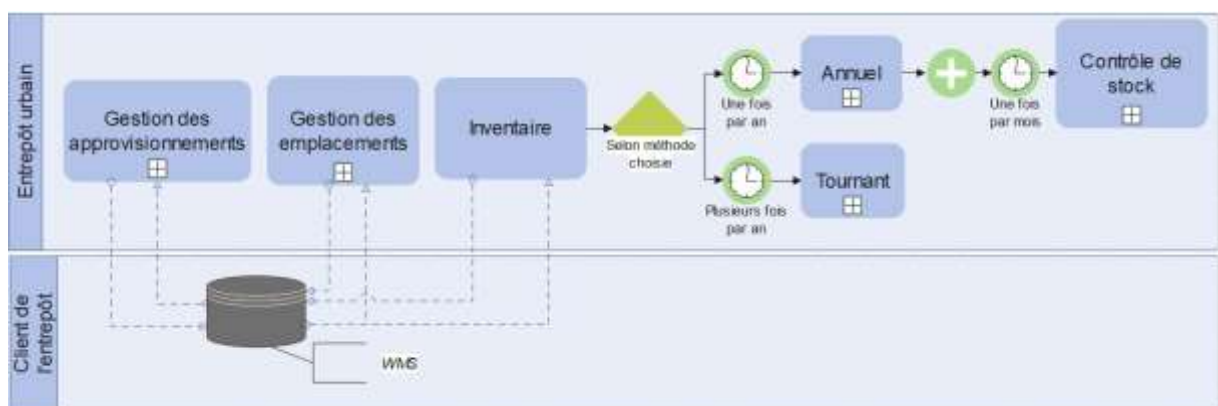 Entrepôt urbain
Gestion des
approvisionnements
Gestion des
emplacements
Inventaire
Selon méthode
choisie
Une fois
par an
Annuel
Une fois
par mois
Contrôle de
stock
Plusieurs fois
par an
Tournant
Client de
l'entrepôt
WMS